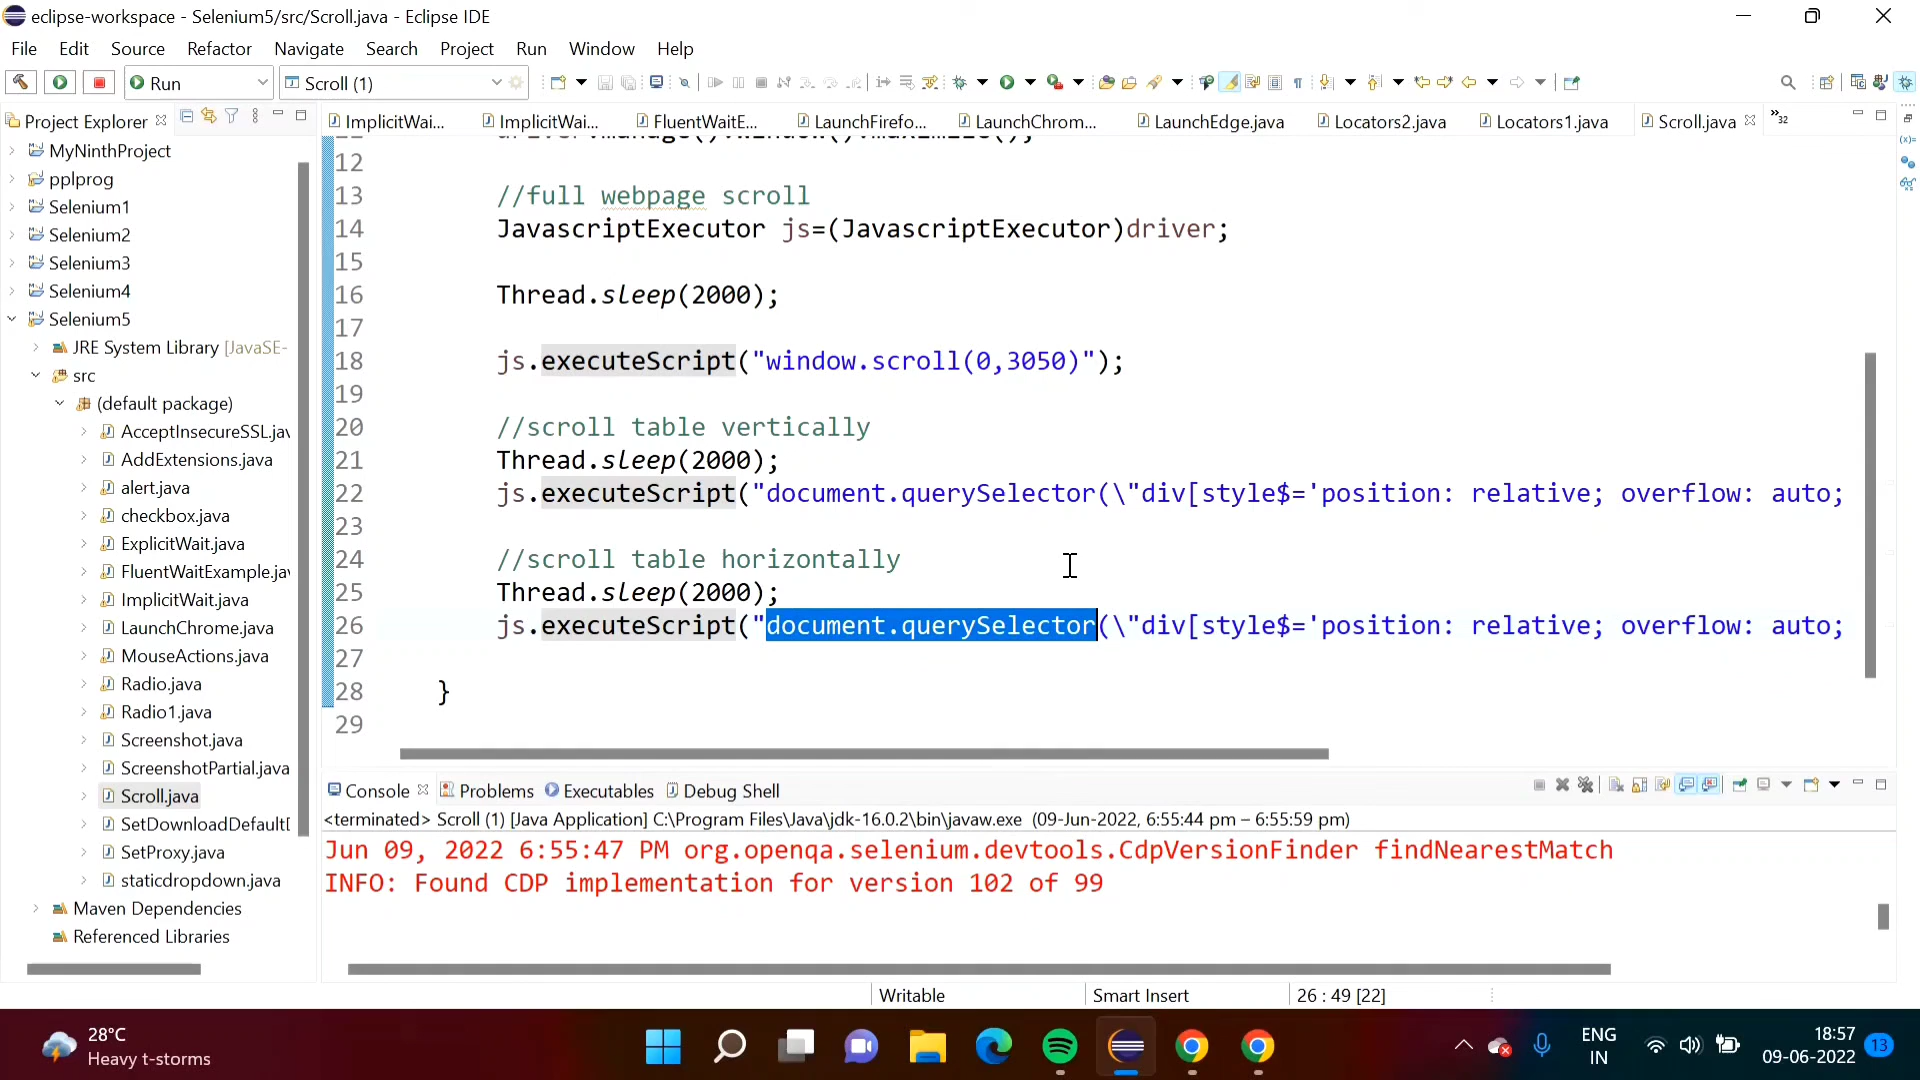 eclipse-workspace - Selenium5/src/Scroll.java - Eclipse IDE
File Edit Source Refactor Navigate Search Project Run Window Help
Run
Scroll (1)
Project Explorer
MyNinthProject
pplprog
Selenium1
Selenium2
Selenium3
Selenium4
Selenium5
JRE System Library [JavaSE-
src
(default package)
AcceptInsecureSSL.jav
AddExtensions.java
alert.java
checkbox.java
ExplicitWait.java
FluentWaitExample.jav
ImplicitWait.java
LaunchChrome.java
MouseActions.java
Radio.java
Radio1.java
Screenshot.java
ScreenshotPartial.java
Scroll.java
SetDownloadDefault
SetProxy.java
staticdropdown.java
Maven Dependencies
Referenced Libraries
ImplicitWai... ImplicitWai... FluentWaitE... LaunchFirefo... LaunchChrom... LaunchEdge.java Locators2.java Locators1.java Scroll.java 32
driver.manage().window().maximize();
12
13 //full webpage scroll
14 JavascriptExecutor js=(JavascriptExecutor)driver;
15
16 Thread.sleep(2000);
17
18 js.executeScript("window.scroll(0,3050)");
19
20 //scroll table vertically
21 Thread.sleep(2000);
22 js.executeScript("document.querySelector(\"div[style$='position: relative; overflow: auto;
23
24 //scroll table horizontally
25 Thread.sleep(2000);
26 js.executeScript("document.querySelector(\"div[style$='position: relative; overflow: auto;
27
28 }
29
Console Problems Executables Debug Shell
<terminated> Scroll (1) [Java Application] C:\Program Files\Java\jdk-16.0.2\bin\javaw.exe (09-Jun-2022, 6:55:44 pm – 6:55:59 pm)
Jun 09, 2022 6:55:47 PM org.openqa.selenium.devtools.CdpVersionFinder findNearestMatch
INFO: Found CDP implementation for version 102 of 99
Writable Smart Insert 26 : 49 [22]
28°C
Heavy t-storms
ENG
IN
18:57
09-06-2022
13